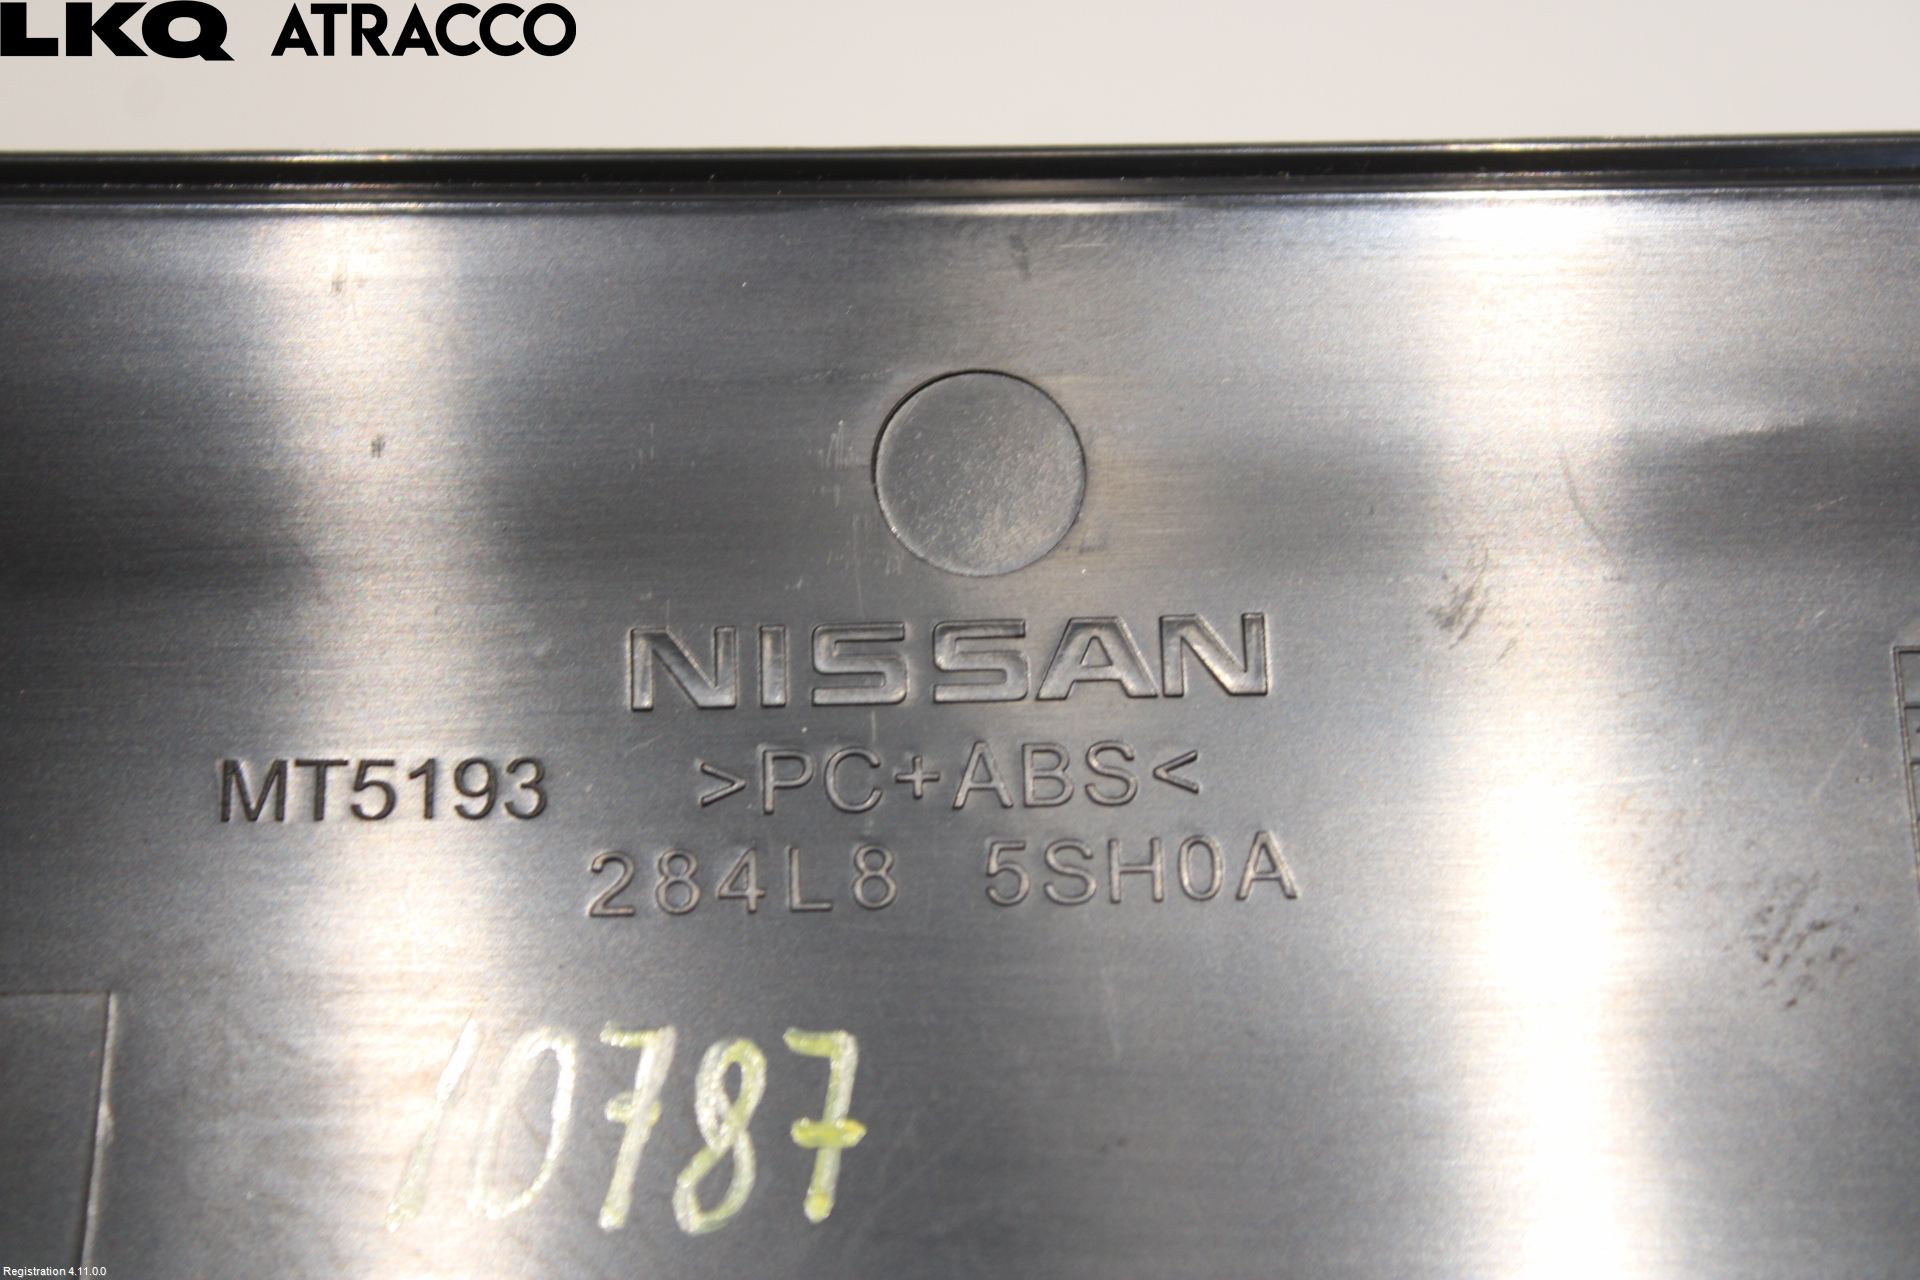 LKQ ATRACCO
NISSAN
MT5193 >PC+ABS<
284L8 5SH0A
10787
Registration 4.11.0.0